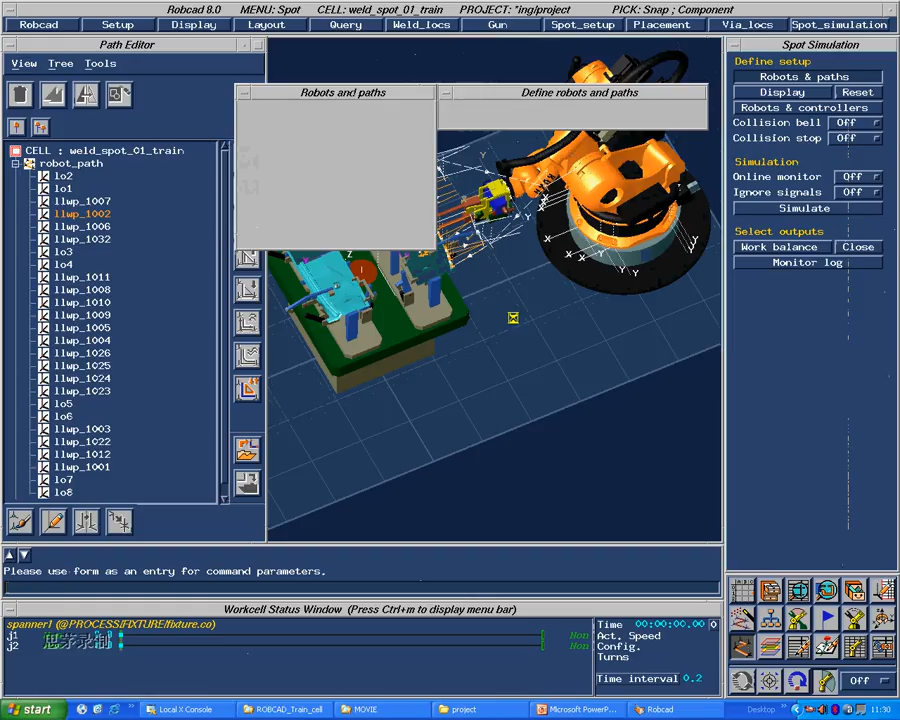 Robcad 8.0 MENU: Spot CELL: weld_spot_01_train PROJECT: *ing/project PICK: Snap ; Component
Robcad Setup Display Layout Query Weld_locs Gun Spot_setup Placement Via_locs Spot_simulation
Path Editor
View Tree Tools
CELL : weld_spot_01_train
robot_path
lo2
lo1
llwp_1007
llwp_1002
llwp_1006
llwp_1032
lo3
lo4
llwp_1011
llwp_1008
llwp_1010
llwp_1009
llwp_1005
llwp_1004
llwp_1026
llwp_1025
llwp_1024
llwp_1023
lo5
lo6
llwp_1003
llwp_1022
llwp_1012
llwp_1001
lo7
lo8
Robots and paths
Define robots and paths
Z
X
X X
Y Y
Y
Y
Spot Simulation
Define setup
Robots & paths
Display Reset
Robots & controllers
Collision bell Off
Collision stop Off
Simulation
Online monitor Off
Ignore signals Off
Simulate
Select outputs
Work balance Close
Monitor log
Please use form as an entry for command parameters.
Workcell Status Window (Press Ctrl+m to display menu bar)
spanner1 (@PROCESS/FIXTURE/fixture.co)
j1 Non
j2 Non
Time 00:00:00.00 0
Act. Speed
Config.
Turns
Time interval 0.2
Off
start
Local X Console
ROBCAD_Train_cell
MOVIE
project
Microsoft PowerP...
Robcad
Desktop
11:30